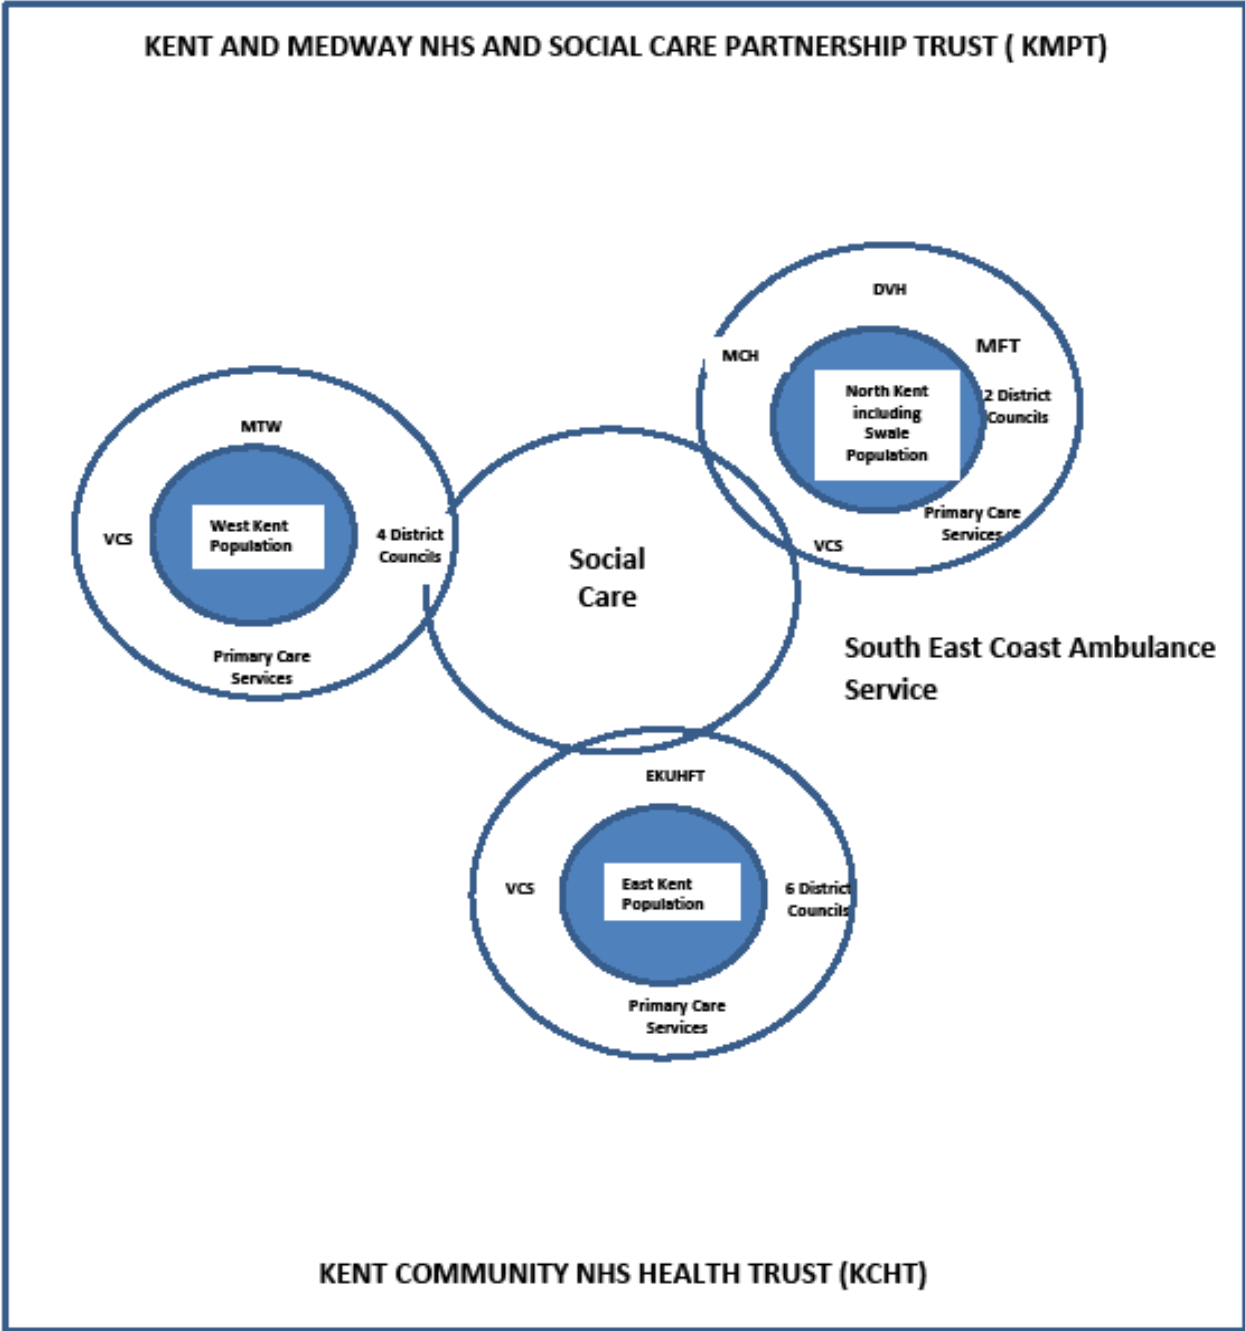 KENT AND MEDWAY NHS AND SOCIAL CARE PARTNERSHIP TRUST ( KMPT)
DVH
MCH
MFT
North Kent
including
Swale
Population
2 District
Councils
Primary Care
Services
VCS
MTW
VCS
West Kent
Population
4 District
Councils
Primary Care
Services
Social
Care
South East Coast Ambulance
Service
EKUHFT
VCS
East Kent
Population
6 District
Councils
Primary Care
Services
KENT COMMUNITY NHS HEALTH TRUST (KCHT)